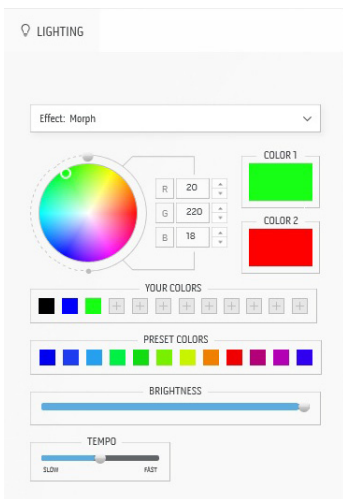 LIGHTING
Effect: Morph
COLOR 1
R 20
G 220
B 18
COLOR 2
YOUR COLORS
PRESET COLORS
BRIGHTNESS
TEMPO
SLOW FAST